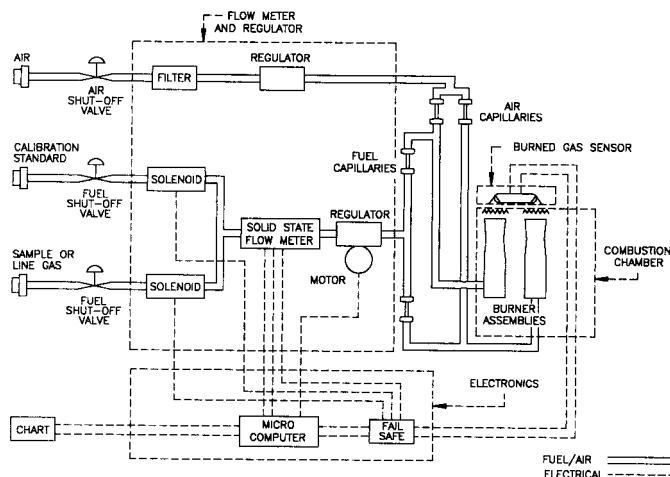 FLOW METER
AND REGULATOR
AIR
FILTER
REGULATOR
AIR
SHUT-OFF
VALVE
AIR
CAPILLARIES
CALIBRATION
STANDARD
FUEL
CAPILLARIES
BURNED GAS SENSOR
SOLENOID
FUEL
SHUT-OFF
VALVE
SOLID STATE
FLOW METER
REGULATOR
SAMPLE OR
LINE GAS
MOTOR
COMBUSTION
CHAMBER
SOLENOID
FUEL
SHUT-OFF
VALVE
BURNER
ASSEMBLIES
ELECTRONICS
CHART
MICRO
COMPUTER
FAIL
SAFE
FUEL/AIR
ELECTRICAL